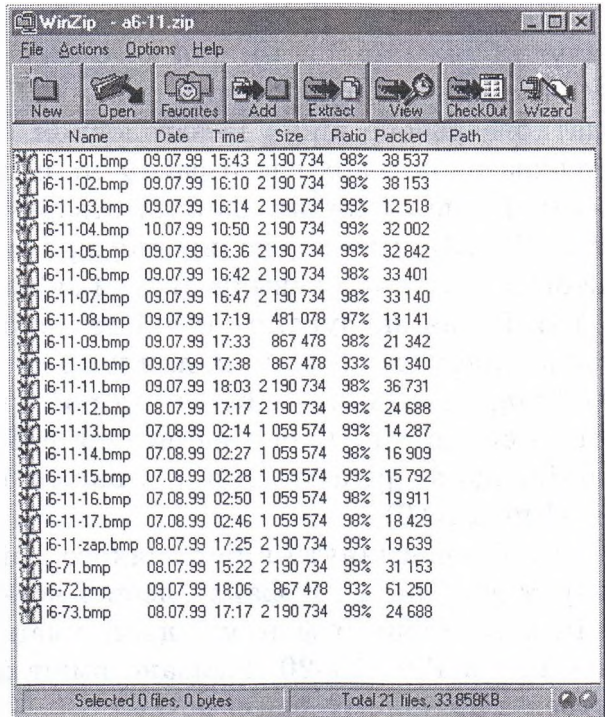 WinZip - a6-11.zip
File Actions Options Help
New Open Favorites Add Extract View CheckOut Wizard
Name Date Time Size Ratio Packed Path
i6-11-01.bmp 09.07.99 15:43 2 190 734 98% 38 537
i6-11-02.bmp 09.07.99 16:10 2 190 734 98% 38 153
i6-11-03.bmp 09.07.99 16:14 2 190 734 99% 12 518
i6-11-04.bmp 10.07.99 10:50 2 190 734 99% 32 002
i6-11-05.bmp 09.07.99 16:36 2 190 734 99% 32 842
i6-11-06.bmp 09.07.99 16:42 2 190 734 98% 33 401
i6-11-07.bmp 09.07.99 16:47 2 190 734 98% 33 140
i6-11-08.bmp 09.07.99 17:19 481 078 97% 13 141
i6-11-09.bmp 09.07.99 17:33 867 478 98% 21 342
i6-11-10.bmp 09.07.99 17:38 867 478 93% 61 340
i6-11-11.bmp 09.07.99 18:03 2 190 734 98% 36 731
i6-11-12.bmp 08.07.99 17:17 2 190 734 99% 24 688
i6-11-13.bmp 07.08.99 02:14 1 059 574 99% 14 287
i6-11-14.bmp 07.08.99 02:27 1 059 574 98% 16 909
i6-11-15.bmp 07.08.99 02:28 1 059 574 99% 15 792
i6-11-16.bmp 07.08.99 02:50 1 059 574 98% 19 911
i6-11-17.bmp 07.08.99 02:46 1 059 574 98% 18 429
i6-11-zap.bmp 08.07.99 17:25 2 190 734 99% 19 639
i6-71.bmp 08.07.99 15:22 2 190 734 99% 31 153
i6-72.bmp 09.07.99 18:06 867 478 93% 61 250
i6-73.bmp 08.07.99 17:17 2 190 734 99% 24 688
Selected 0 files, 0 bytes Total 21 files, 33 858KB